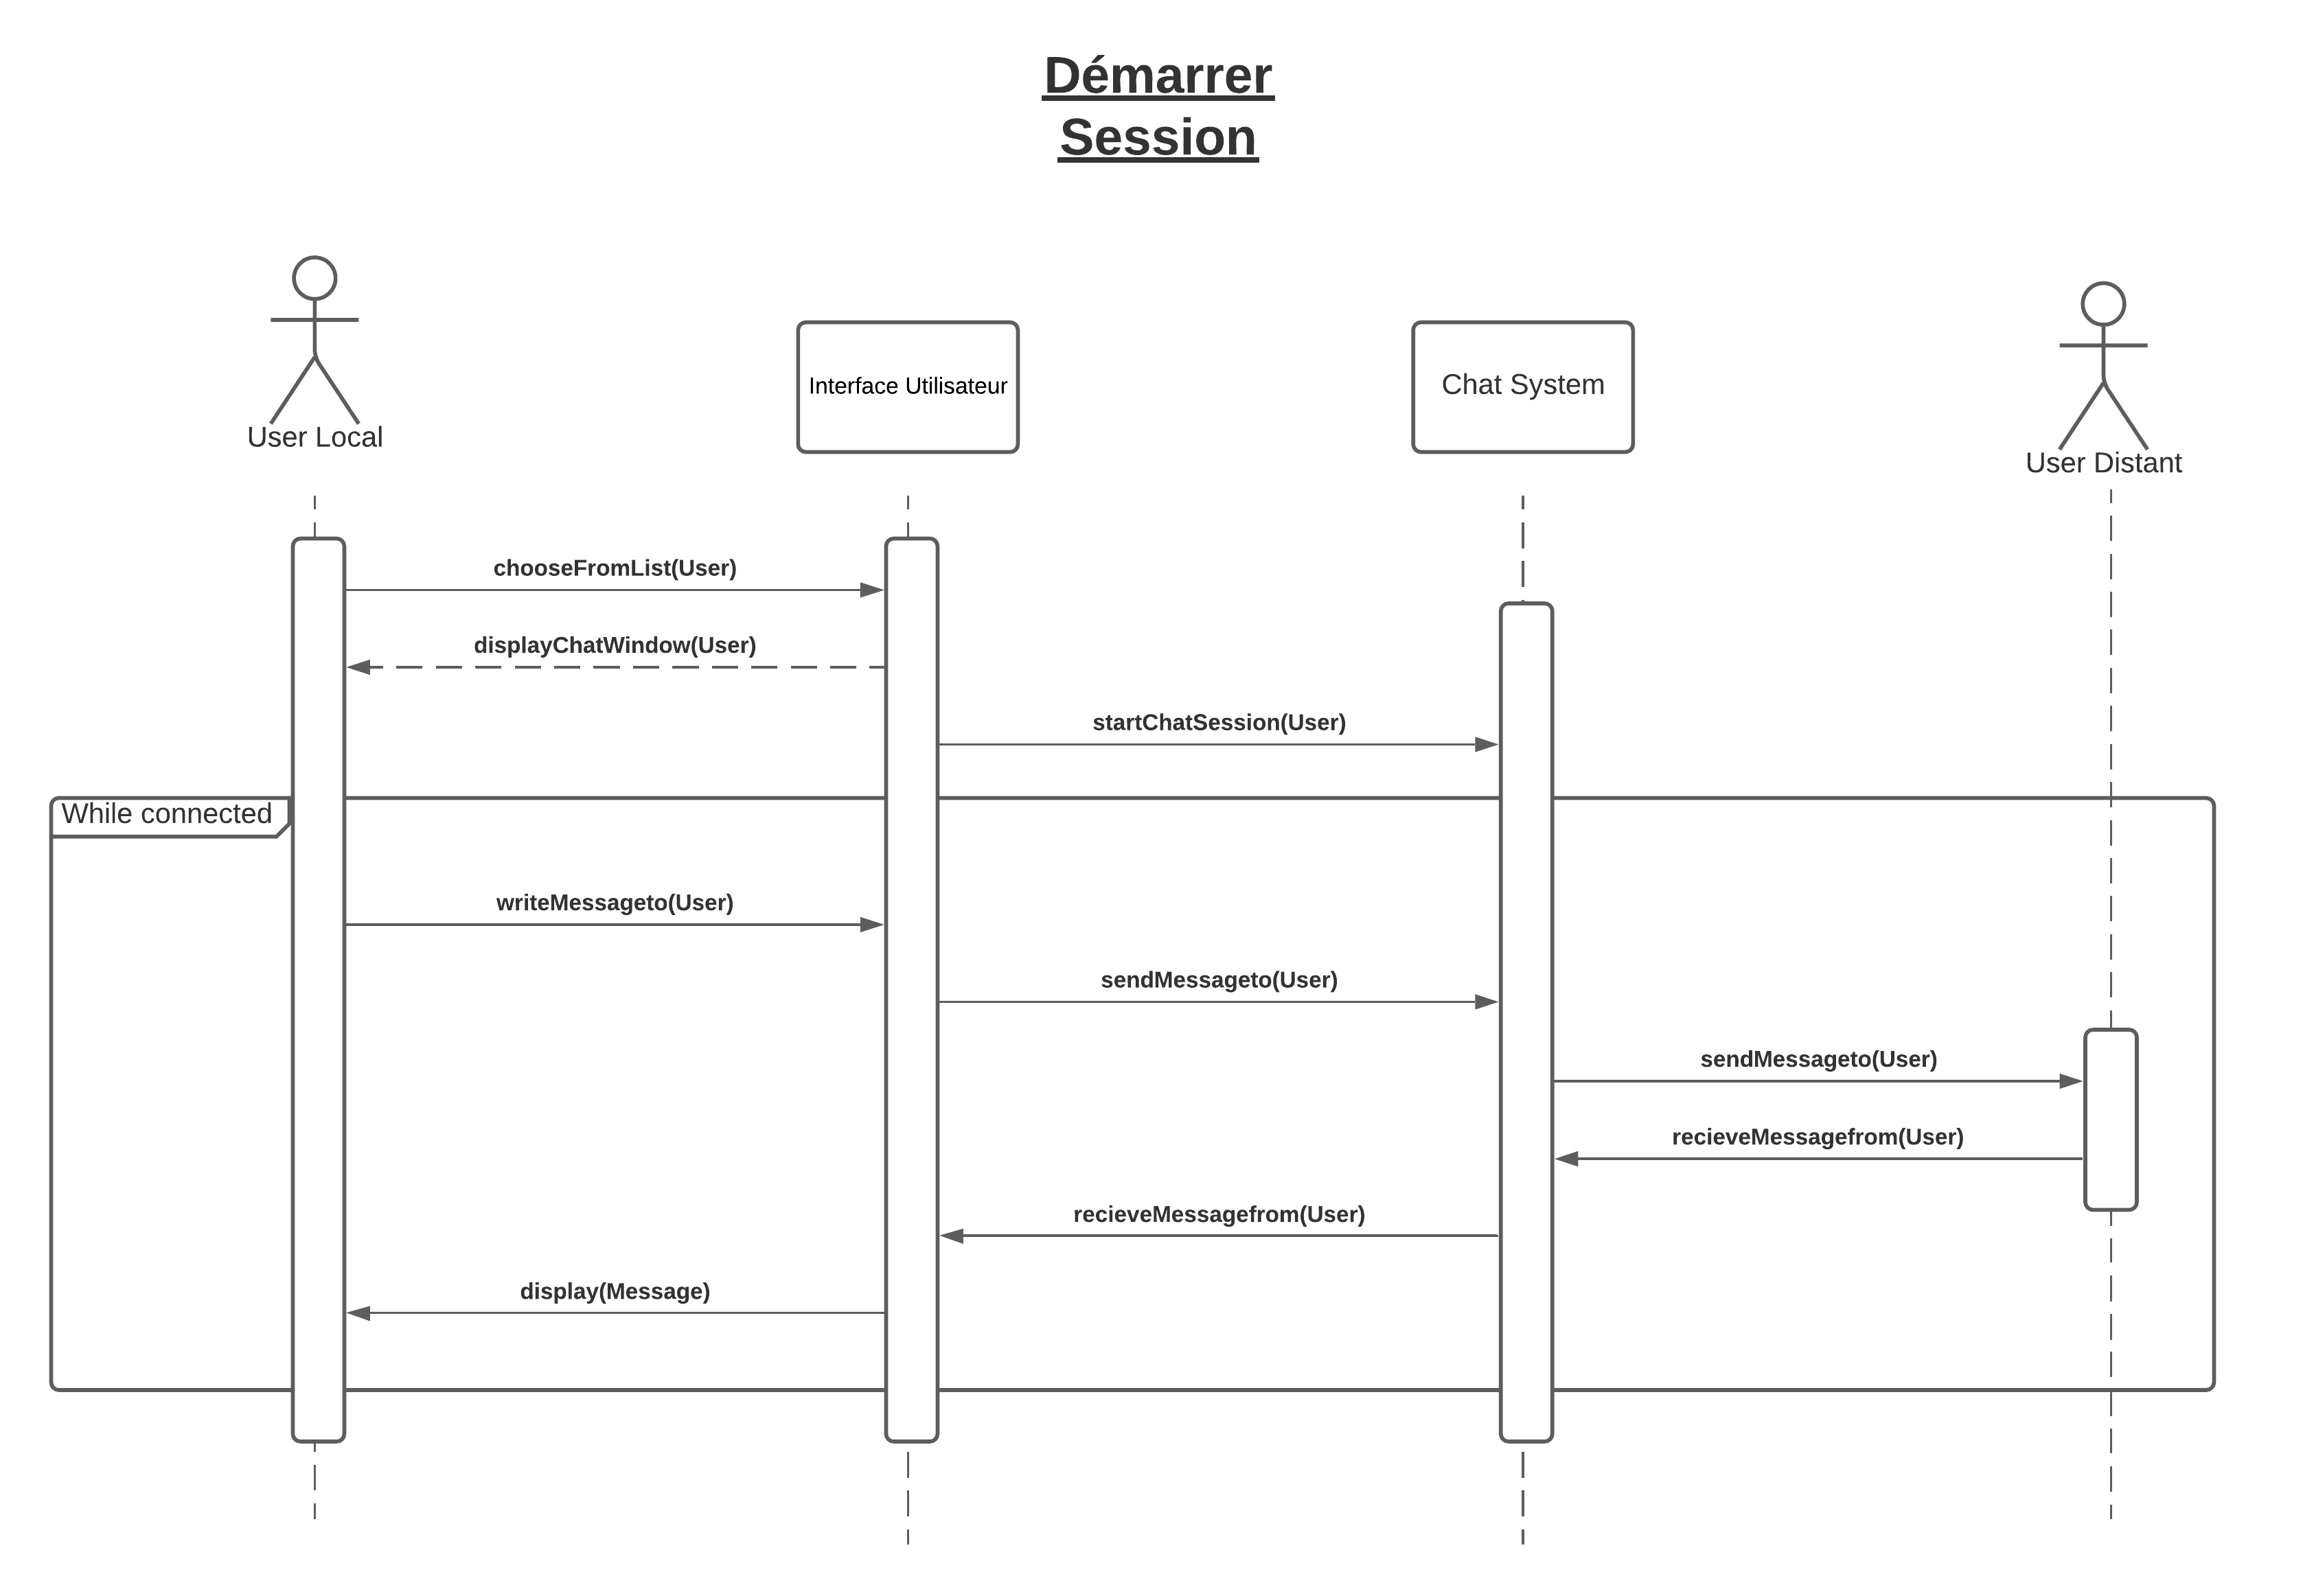 Démarrer
Session
User Local
Interface Utilisateur
Chat System
User Distant
chooseFromList(User)
displayChatWindow(User)
startChatSession(User)
While connected
writeMessageto(User)
sendMessageto(User)
sendMessageto(User)
recieveMessagefrom(User)
recieveMessagefrom(User)
display(Message)